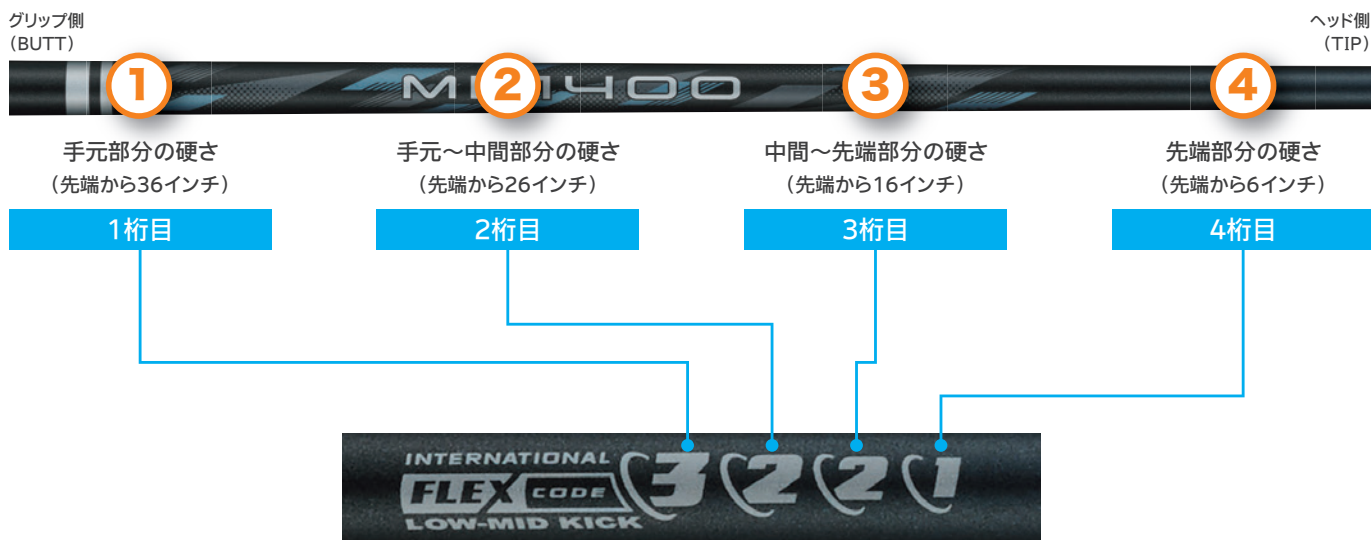 グリップ側
（BUTT）
ヘッド側
（TIP）
1
2
3
4
400
手元部分の硬さ
（先端から36インチ）
手元～中間部分の硬さ
（先端から26インチ）
中間～先端部分の硬さ
（先端から16インチ）
先端部分の硬さ
（先端から6インチ）
1桁目
2桁目
3桁目
4桁目
INTERNATIONAL
FLEX CODE
LOW-MID KICK
3 2 2 1